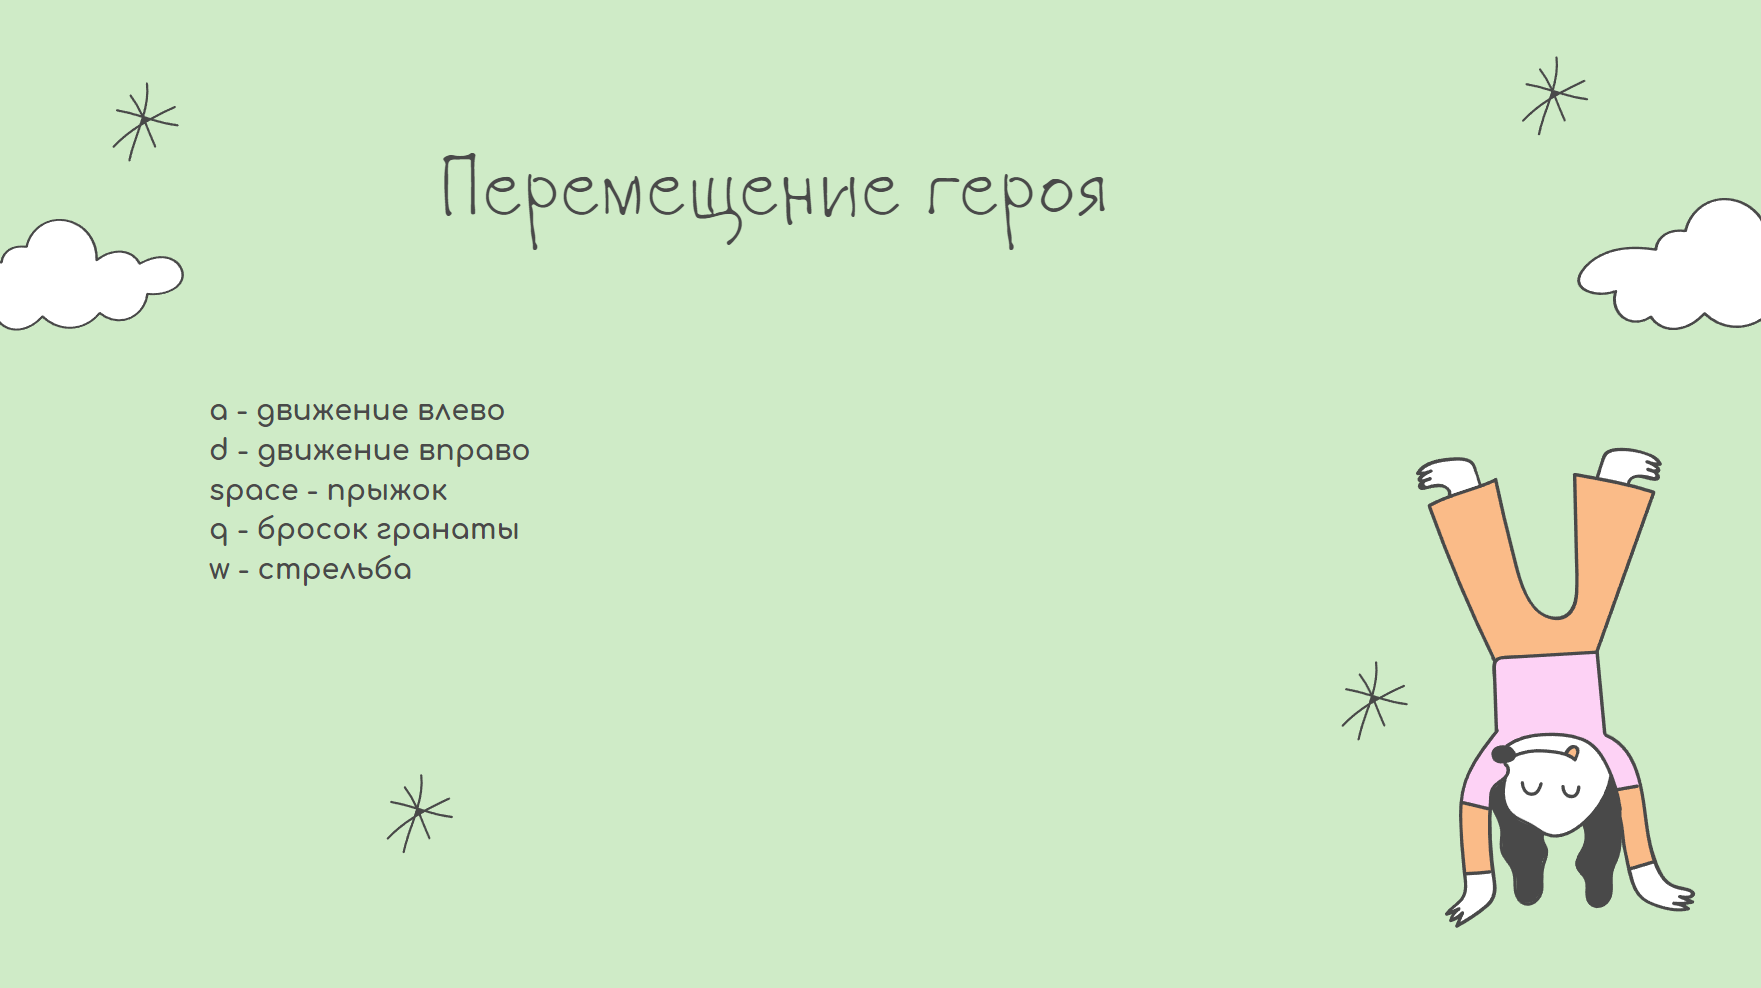 Перемещение героя
a - движение влево
d - движение вправо
space - прыжок
q - бросок гранаты
w - стрельба